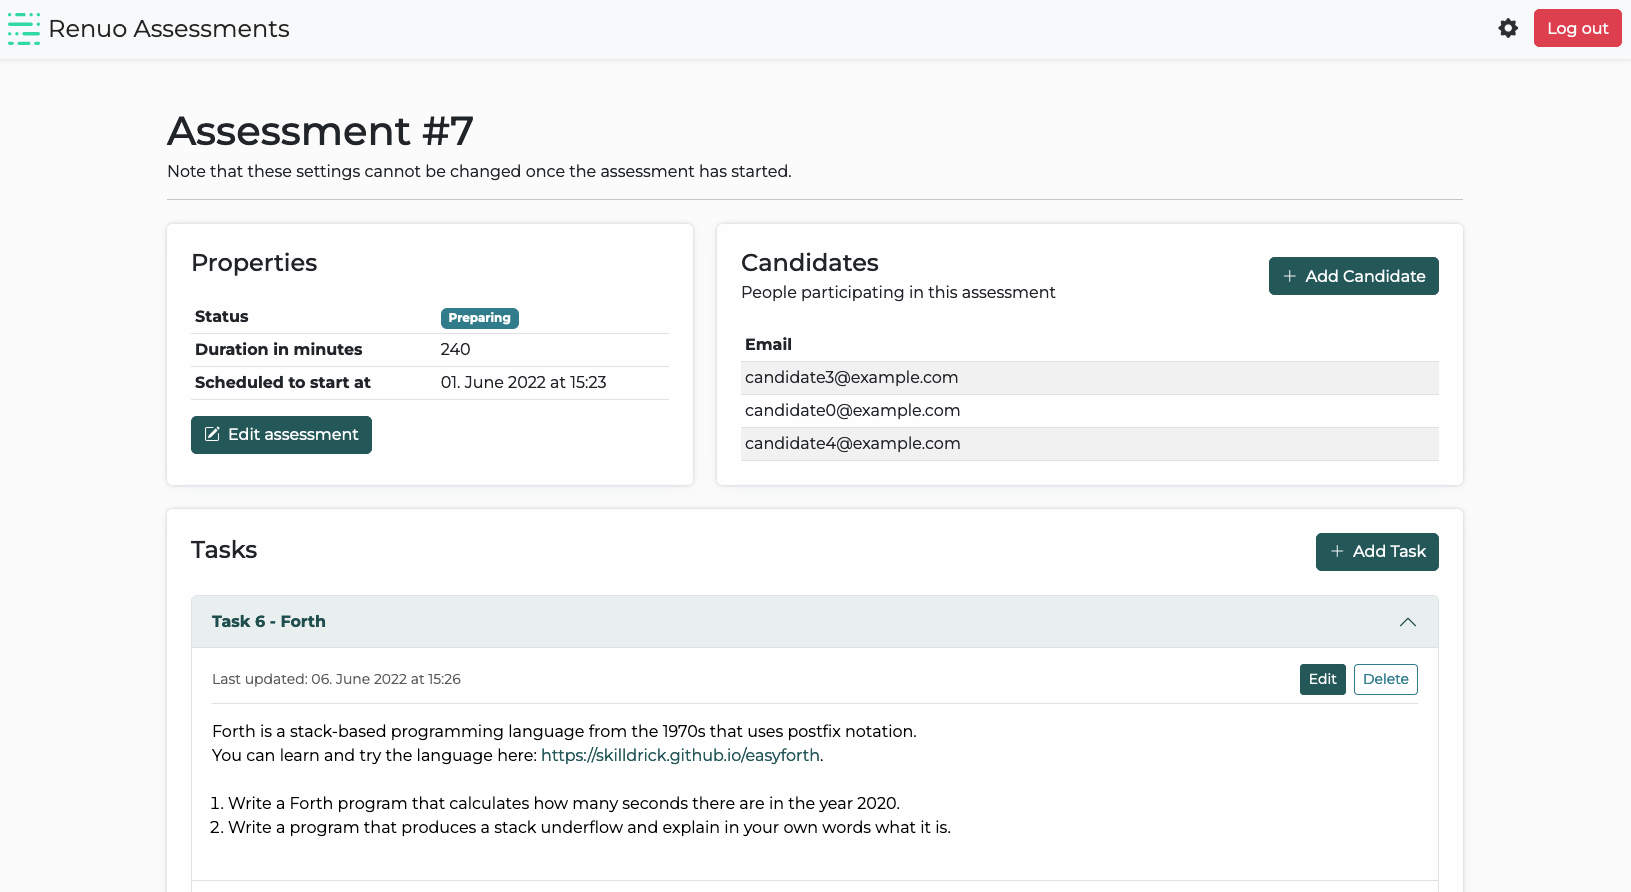 Renuo Assessments
Log out
Assessment #7
Note that these settings cannot be changed once the assessment has started.
Properties
Status Preparing
Duration in minutes 240
Scheduled to start at 01. June 2022 at 15:23
Edit assessment
Candidates
People participating in this assessment
+ Add Candidate
Email
candidate3@example.com
candidate0@example.com
candidate4@example.com
Tasks
+ Add Task
Task 6 - Forth
Last updated: 06. June 2022 at 15:26
Edit Delete
Forth is a stack-based programming language from the 1970s that uses postfix notation.
You can learn and try the language here: https://skilldrick.github.io/easyforth.
1. Write a Forth program that calculates how many seconds there are in the year 2020.
2. Write a program that produces a stack underflow and explain in your own words what it is.